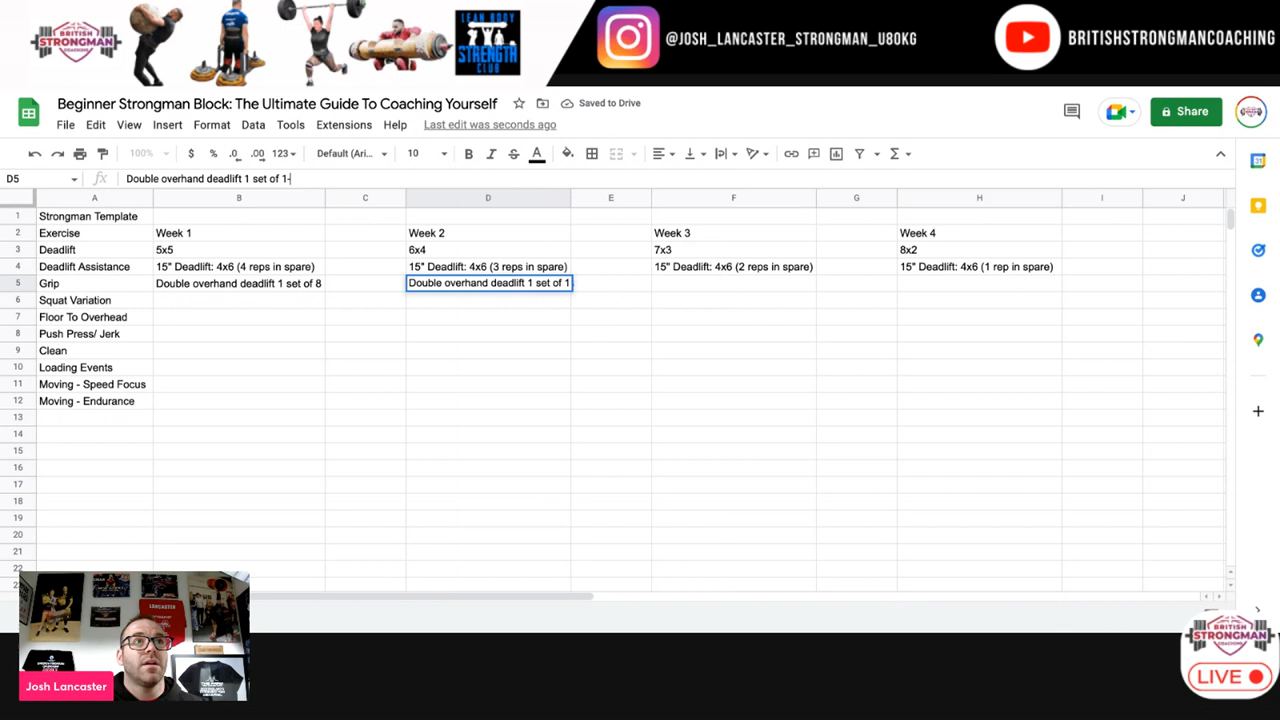 BRITISH
STRONGMAN
COACHING
LEAN BODY
STRENGTH
CLUB
@JOSH_LANCASTER_STRONGMAN_U80KG
BRITISHSTRONGMANCOACHING
Beginner Strongman Block: The Ultimate Guide To Coaching Yourself
Saved to Drive
Share
File Edit View Insert Format Data Tools Extensions Help Last edit was seconds ago
100% $ % .0 .00 123 Default (Ari... 10 B I S A
D5 fx Double overhand deadlift 1 set of 1-
A B C D E F G H I J
1 Strongman Template
2 Exercise Week 1 Week 2 Week 3 Week 4
3 Deadlift 5x5 6x4 7x3 8x2
4 Deadlift Assistance 15" Deadlift: 4x6 (4 reps in spare) 15" Deadlift: 4x6 (3 reps in spare) 15" Deadlift: 4x6 (2 reps in spare) 15" Deadlift: 4x6 (1 rep in spare)
5 Grip Double overhand deadlift 1 set of 8 Double overhand deadlift 1 set of 1
6 Squat Variation
7 Floor To Overhead
8 Push Press/ Jerk
9 Clean
10 Loading Events
11 Moving - Speed Focus
12 Moving - Endurance
13
14
15
16
17
18
19
20
21
22
LANCASTER
Josh Lancaster
BRITISH
STRONGMAN
COACHING
LIVE